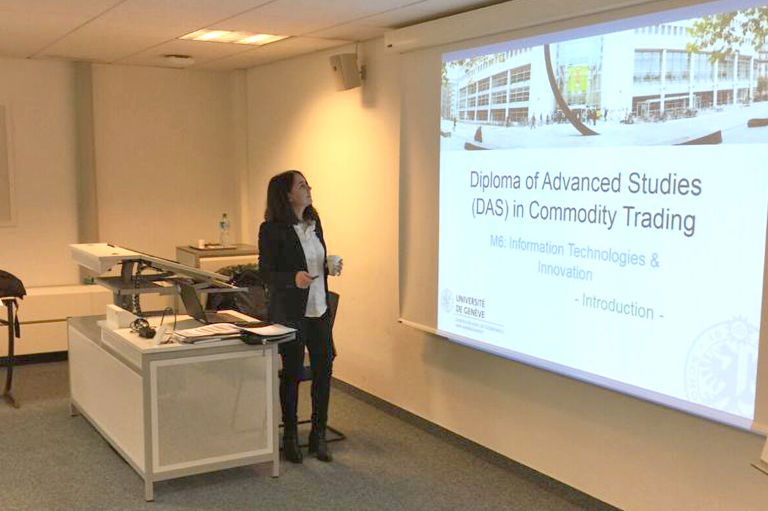 Diploma of Advanced Studies
(DAS) in Commodity Trading
M6: Information Technologies &
Innovation
- Introduction -
UNIVERSITÉ
DE GENÈVE